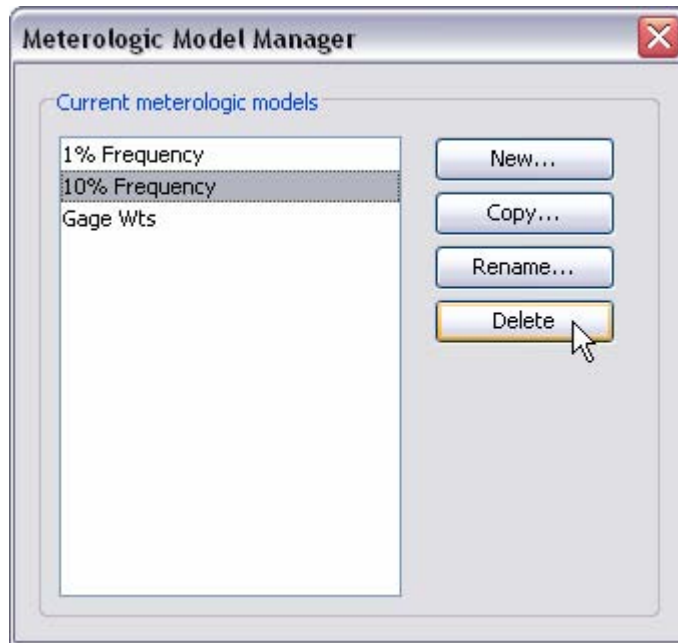 Meterologic Model Manager
Current meterologic models
1% Frequency
10% Frequency
Gage Wts
New...
Copy...
Rename...
Delete